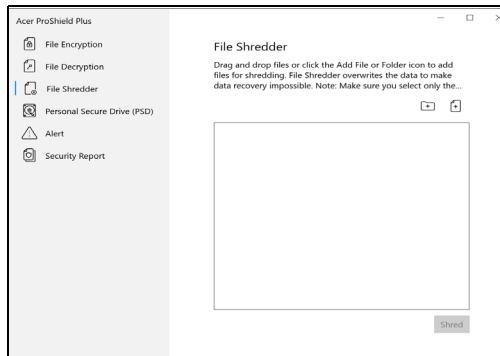 Acer ProShield Plus
File Encryption
File Decryption
File Shredder
Personal Secure Drive (PSD)
Alert
Security Report
File Shredder
Drag and drop files or click the Add File or Folder icon to add
files for shredding. File Shredder overwrites the data to make
data recovery impossible. Note: Make sure you select only the...
Shred